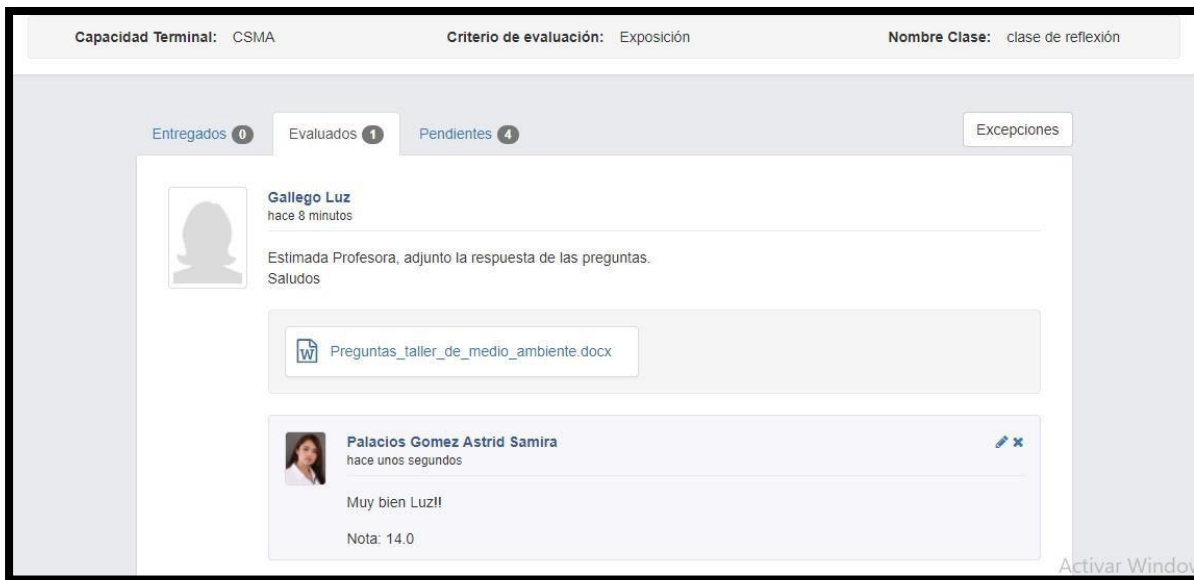 Capacidad Terminal: CSMA Criterio de evaluación: Exposición Nombre Clase: clase de reflexión
Entregados 0 Evaluados 1 Pendientes 4 Excepciones
Gallego Luz
hace 8 minutos
Estimada Profesora, adjunto la respuesta de las preguntas.
Saludos
Preguntas_taller_de_medio_ambiente.docx
Palacios Gomez Astrid Samira
hace unos segundos
Muy bien Luz!!
Nota: 14.0
Activar Window